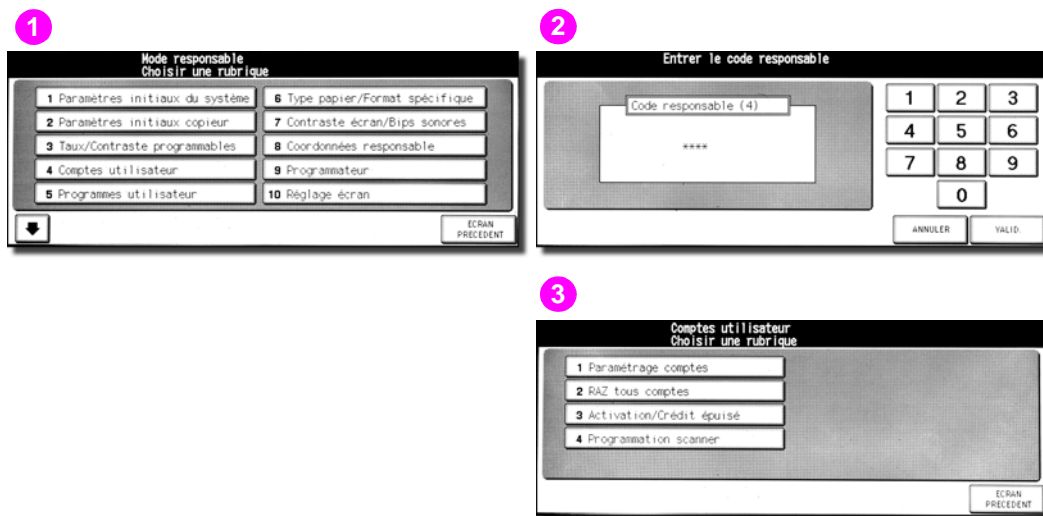 1
Mode responsable
Choisir une rubrique
1 Paramètres initiaux du système
6 Type papier/Format spécifique
2 Paramètres initiaux copieur
7 Contraste écran/Bips sonores
3 Taux/Contraste programmables
8 Coordonnées responsable
4 Comptes utilisateur
9 Programmateur
5 Programmes utilisateur
10 Réglage écran
ECRAN
PRECEDENT
2
Entrer le code responsable
Code responsable (4)
****
1 2 3
4 5 6
7 8 9
0
ANNULER
VALID.
3
Comptes utilisateur
Choisir une rubrique
1 Paramétrage comptes
2 RAZ tous comptes
3 Activation/Crédit épuisé
4 Programmation scanner
ECRAN
PRECEDENT